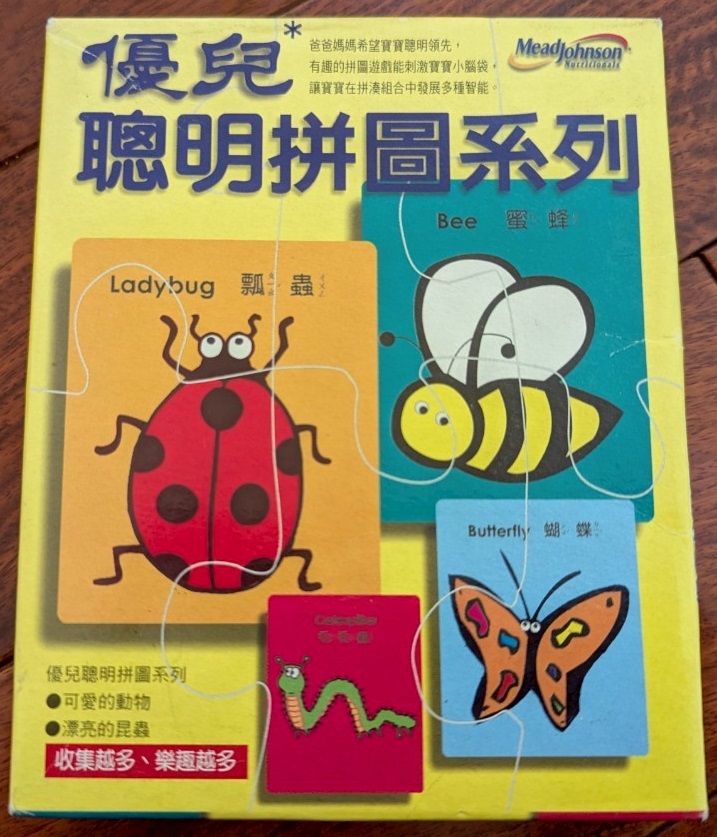 優兒*
爸爸媽媽希望寶寶聰明領先，
有趣的拼圖遊戲能刺激寶寶小腦袋，
讓寶寶在拼湊組合中發展多種智能。
MeadJohnson
Nutritionals
聰明拼圖系列
Bee 蜜蜂
Ladybug 瓢蟲
Butterfly 蝴蝶
Caterpillar
毛毛蟲
優兒聰明拼圖系列
●可愛的動物
●漂亮的昆蟲
收集越多、樂趣越多